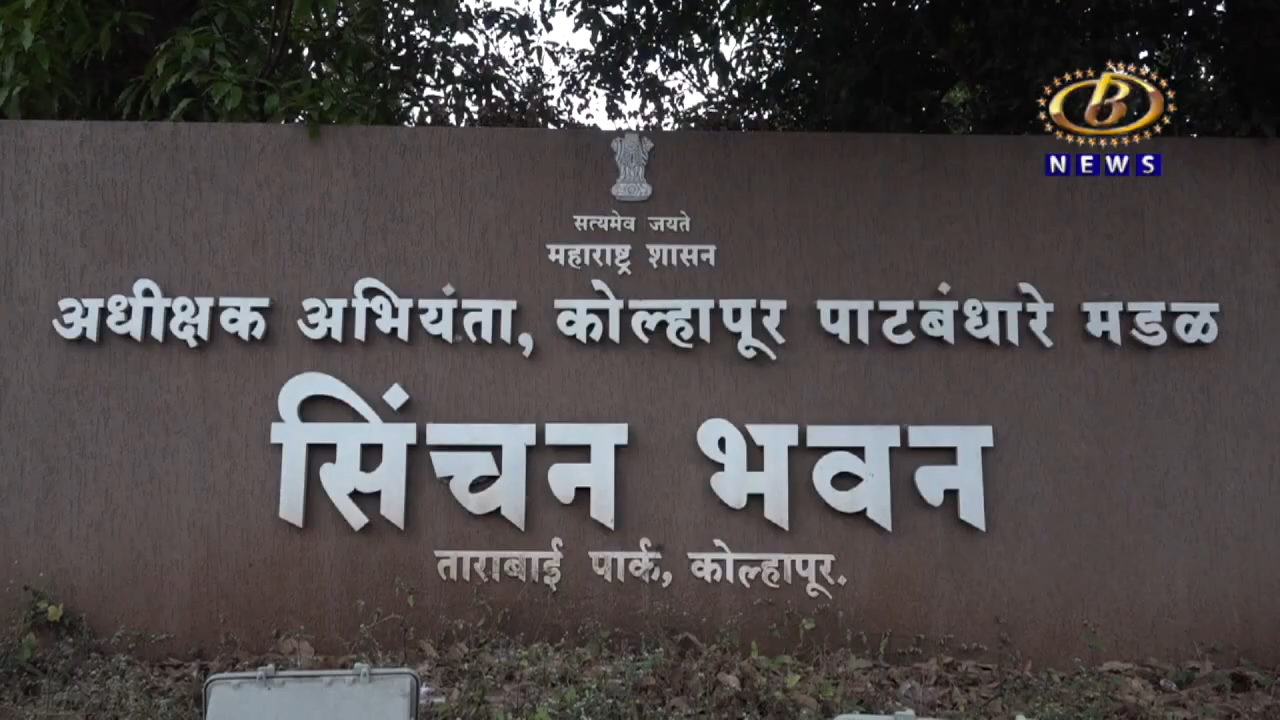 B
NEWS
सत्यमेव जयते
महाराष्ट्र शासन
अधीक्षक अभियंता, कोल्हापूर पाटबंधारे मडळ
सिंचन भवन
ताराबाई पार्क, कोल्हापूर.